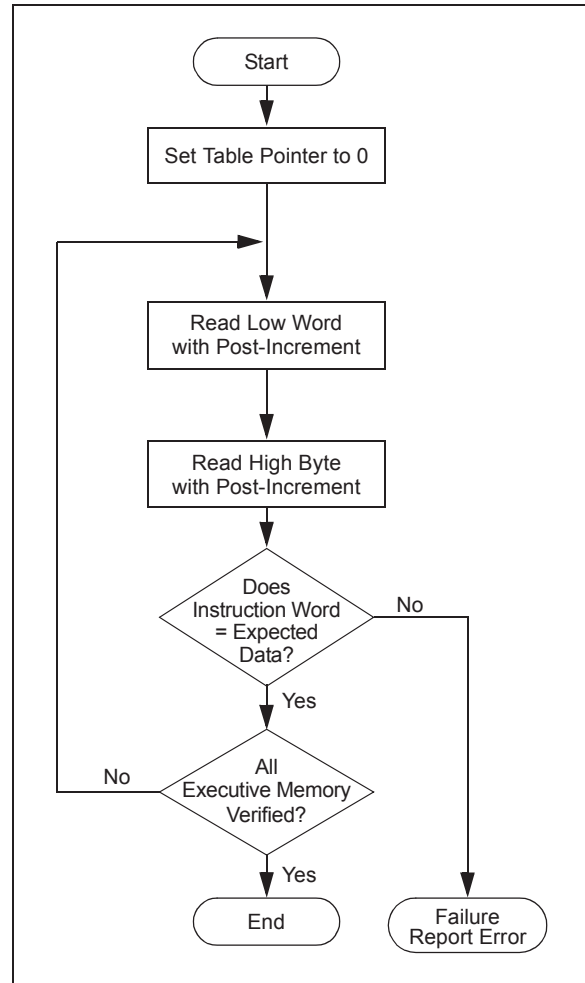 Start
Set Table Pointer to 0
Read Low Word
with Post-Increment
Read High Byte
with Post-Increment
Does
Instruction Word
= Expected
Data?
No
Yes
All
Executive Memory
Verified?
No
Yes
End
Failure
Report Error